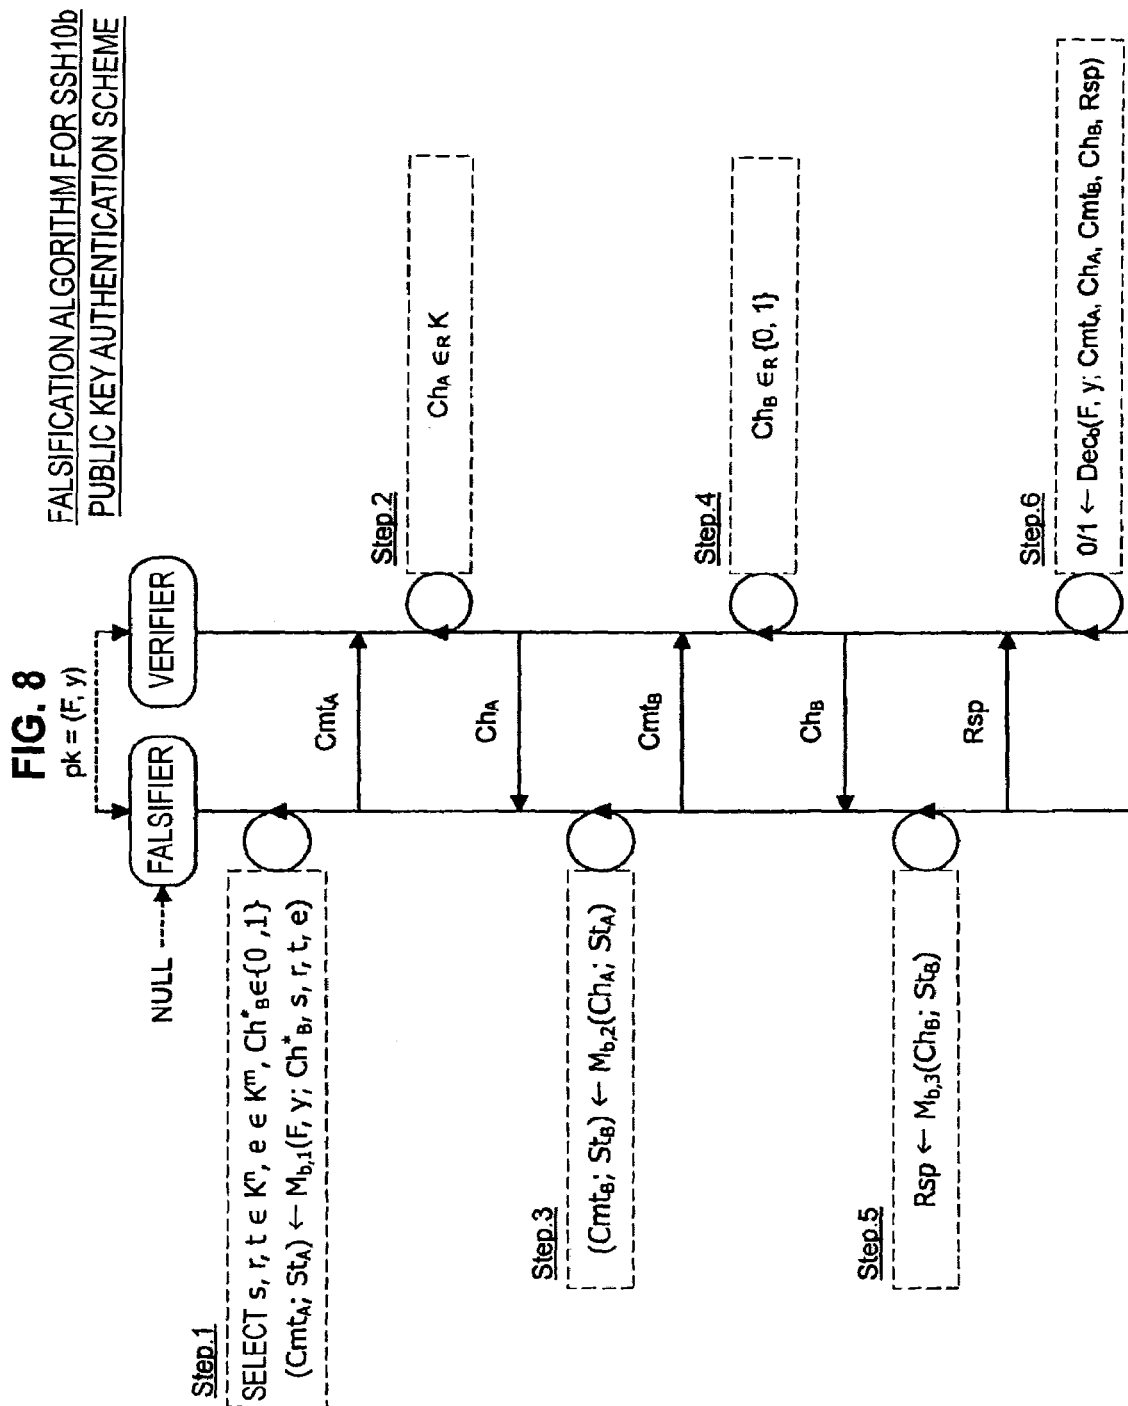 FIG. 8
FALSIFICATION ALGORITHM FOR SSH10b
PUBLIC KEY AUTHENTICATION SCHEME
pk = (F, y)
NULL
FALSIFIER
VERIFIER
Step.1
SELECT s, r, t ∈ Kⁿ, e ∈ Kᵐ, Ch*_B ∈{0 ,1}
(Cmt_A; St_A) ← M_b,1(F, y; Ch*_B, s, r, t, e)
Cmt_A
Step.2
Ch_A ∈_R K
Ch_A
Step.3
(Cmt_B; St_B) ← M_b,2(Ch_A; St_A)
Cmt_B
Step.4
Ch_B ∈_R {0, 1}
Ch_B
Step.5
Rsp ← M_b,3(Ch_B; St_B)
Rsp
Step.6
0/1 ← Dec_b(F, y; Cmt_A, Ch_A, Cmt_B, Ch_B, Rsp)